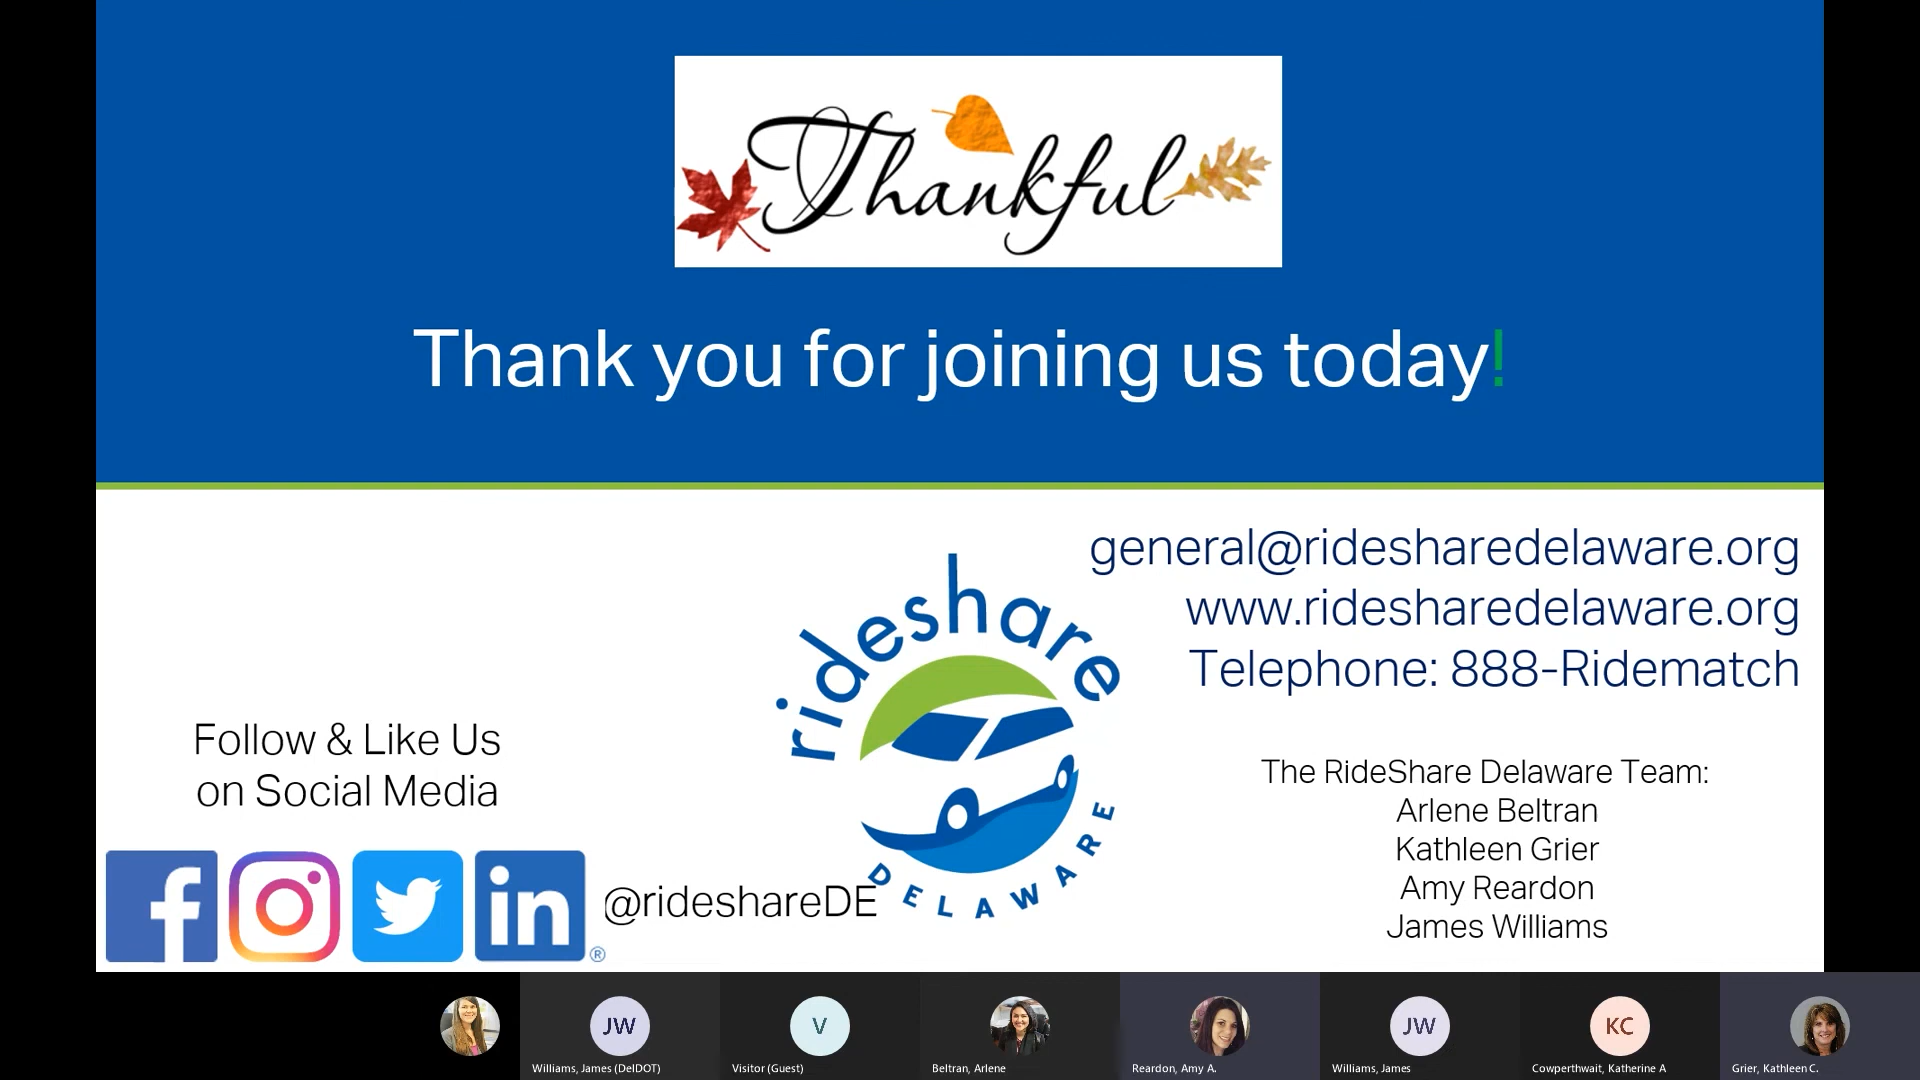 Thankful
Thank you for joining us today!
general@ridesharedelaware.org
www.ridesharedelaware.org
Telephone: 888-Ridematch
rideshare
DELAWARE
Follow & Like Us
on Social Media
The RideShare Delaware Team:
Arlene Beltran
Kathleen Grier
Amy Reardon
James Williams
f
in
®
@rideshareDE
JW
V
JW
KC
Williams, James (DelDOT)
Visitor (Guest)
Beltran, Arlene
Reardon, Amy A.
Williams, James
Cowperthwait, Katherine A
Grier, Kathleen C.